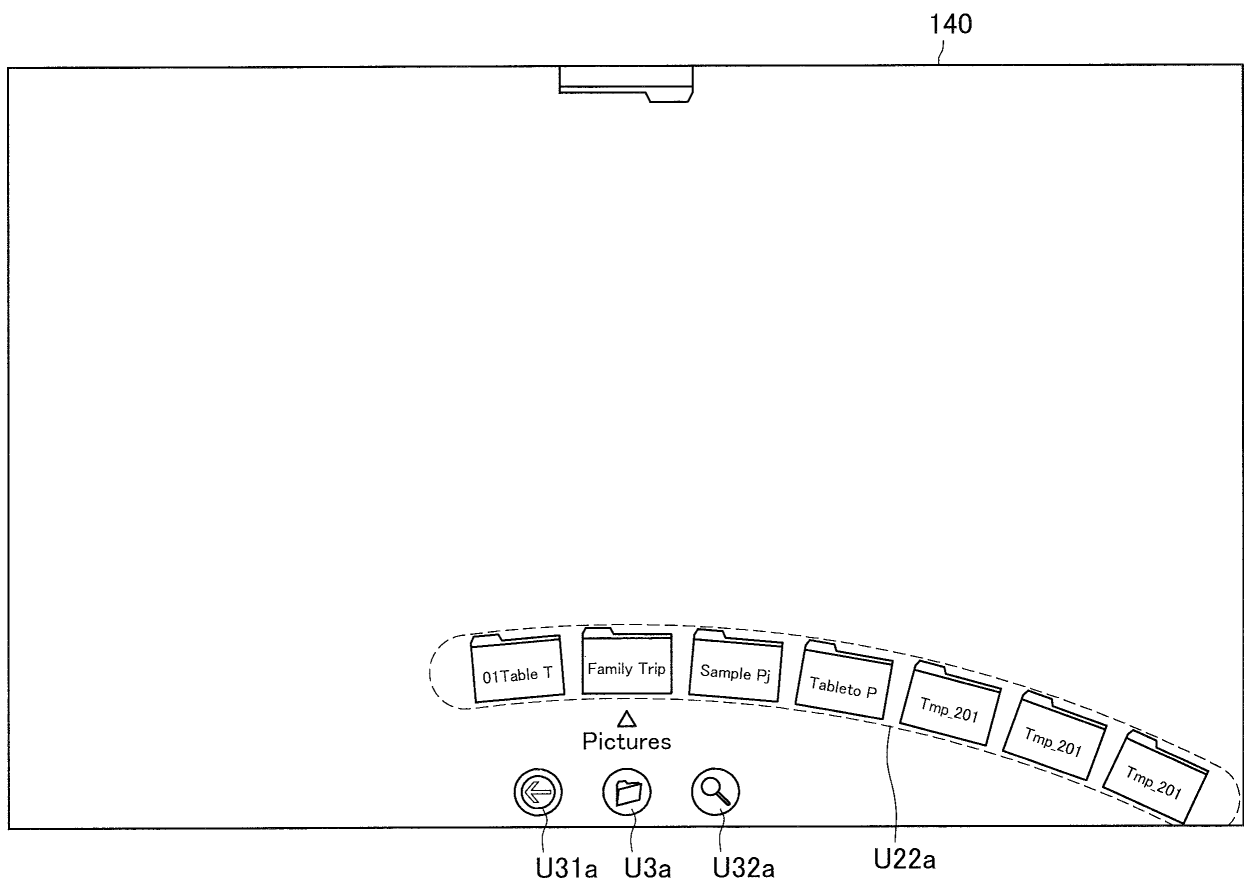 140
01Table T
Family Trip
Sample Pj
Tableto P
Tmp_201
Tmp_201
Tmp_201
Pictures
U31a
U3a
U32a
U22a